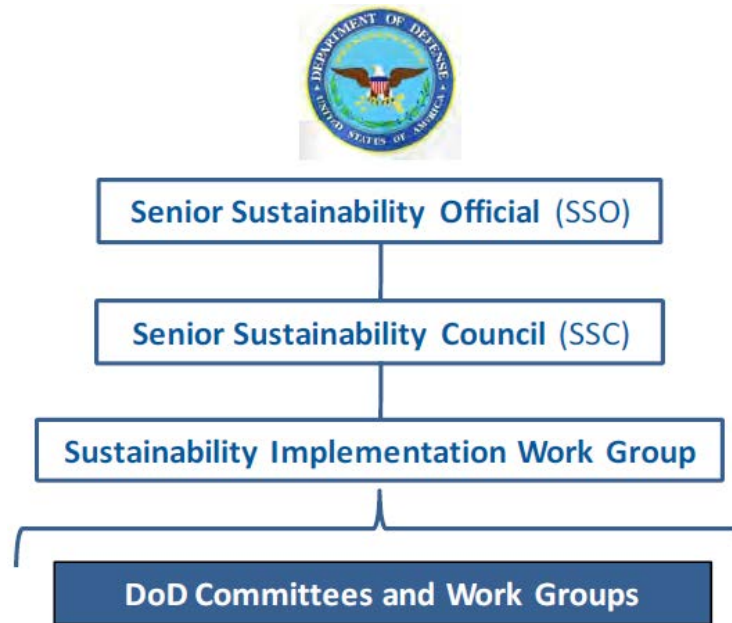 DEPARTMENT OF DEFENSE
UNITED STATES OF AMERICA
Senior Sustainability Official (SSO)
Senior Sustainability Council (SSC)
Sustainability Implementation Work Group
DoD Committees and Work Groups